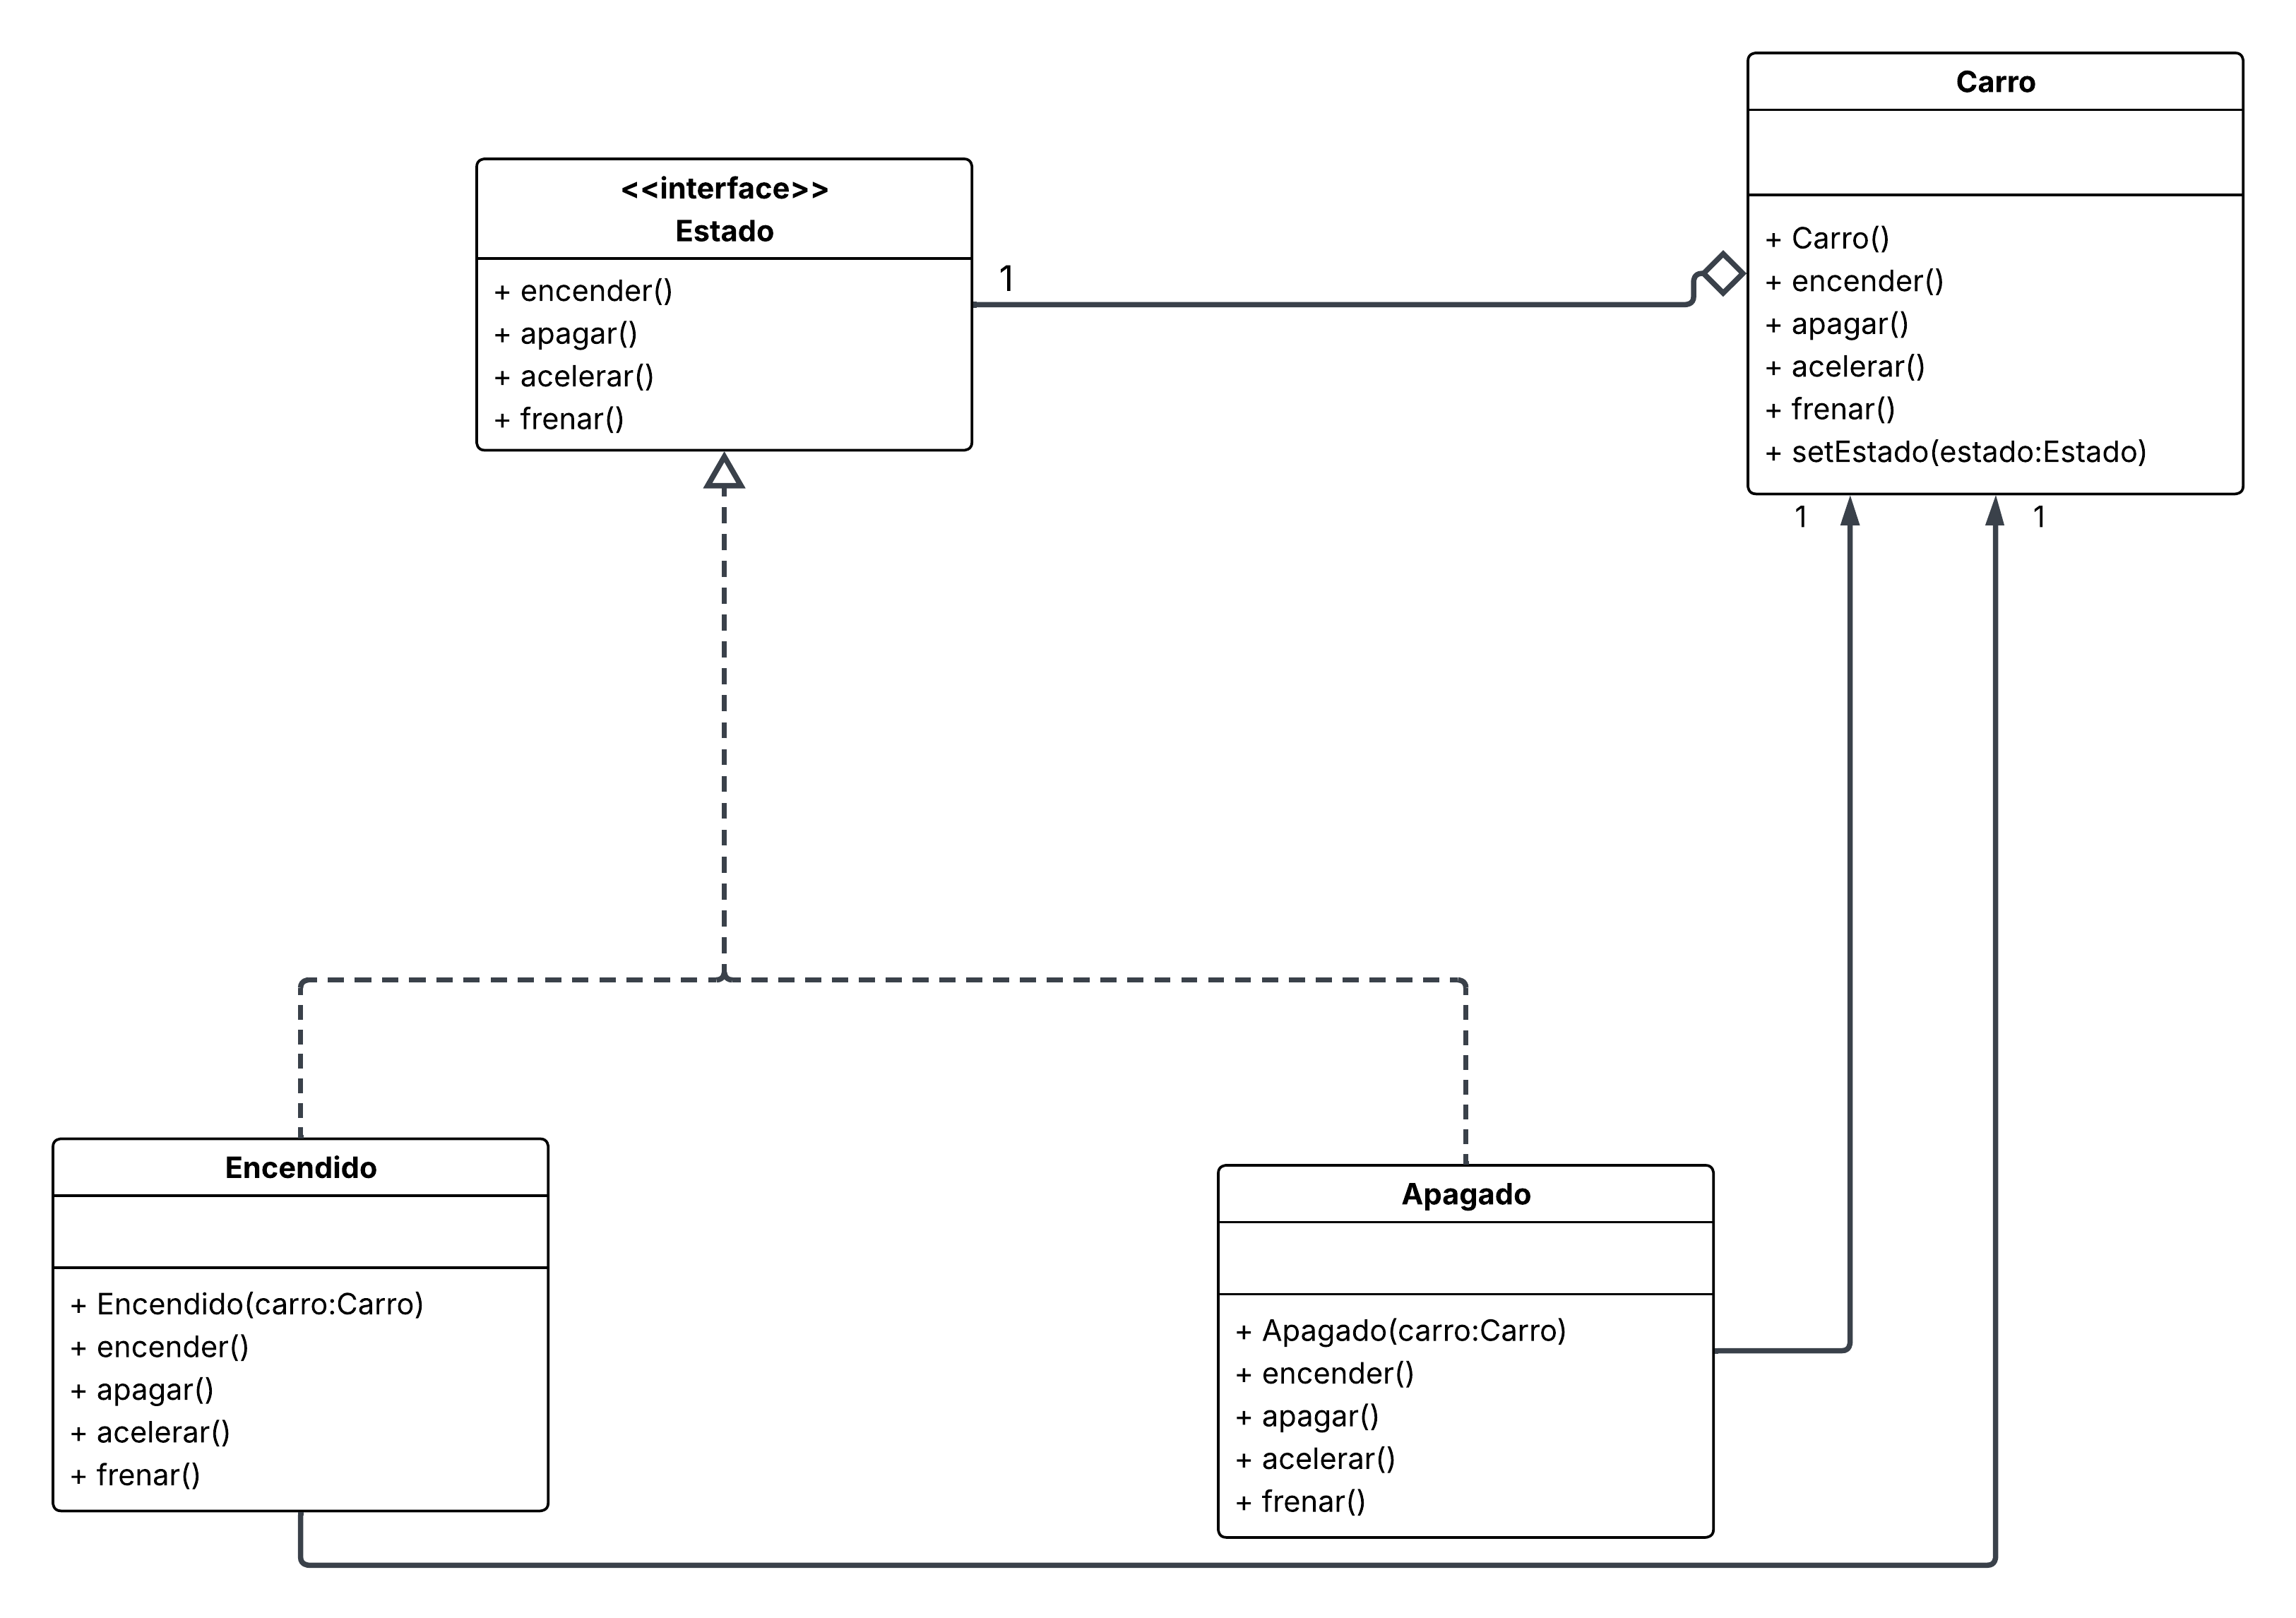 Carro
+ Carro()
+ encender()
+ apagar()
+ acelerar()
+ frenar()
+ setEstado(estado:Estado)
<<interface>>
Estado
+ encender()
+ apagar()
+ acelerar()
+ frenar()
1
1
1
Encendido
+ Encendido(carro:Carro)
+ encender()
+ apagar()
+ acelerar()
+ frenar()
Apagado
+ Apagado(carro:Carro)
+ encender()
+ apagar()
+ acelerar()
+ frenar()